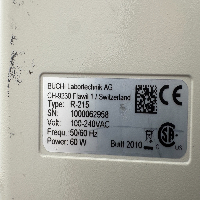 BUCHI Labortechnik AG
CH-9230 Flawil 1 / Switzerland
Type: R-215
SN: 1000062958
Volt: 100-240VAC
Frequ.: 50/60 Hz
Power: 60 W
Built 2010